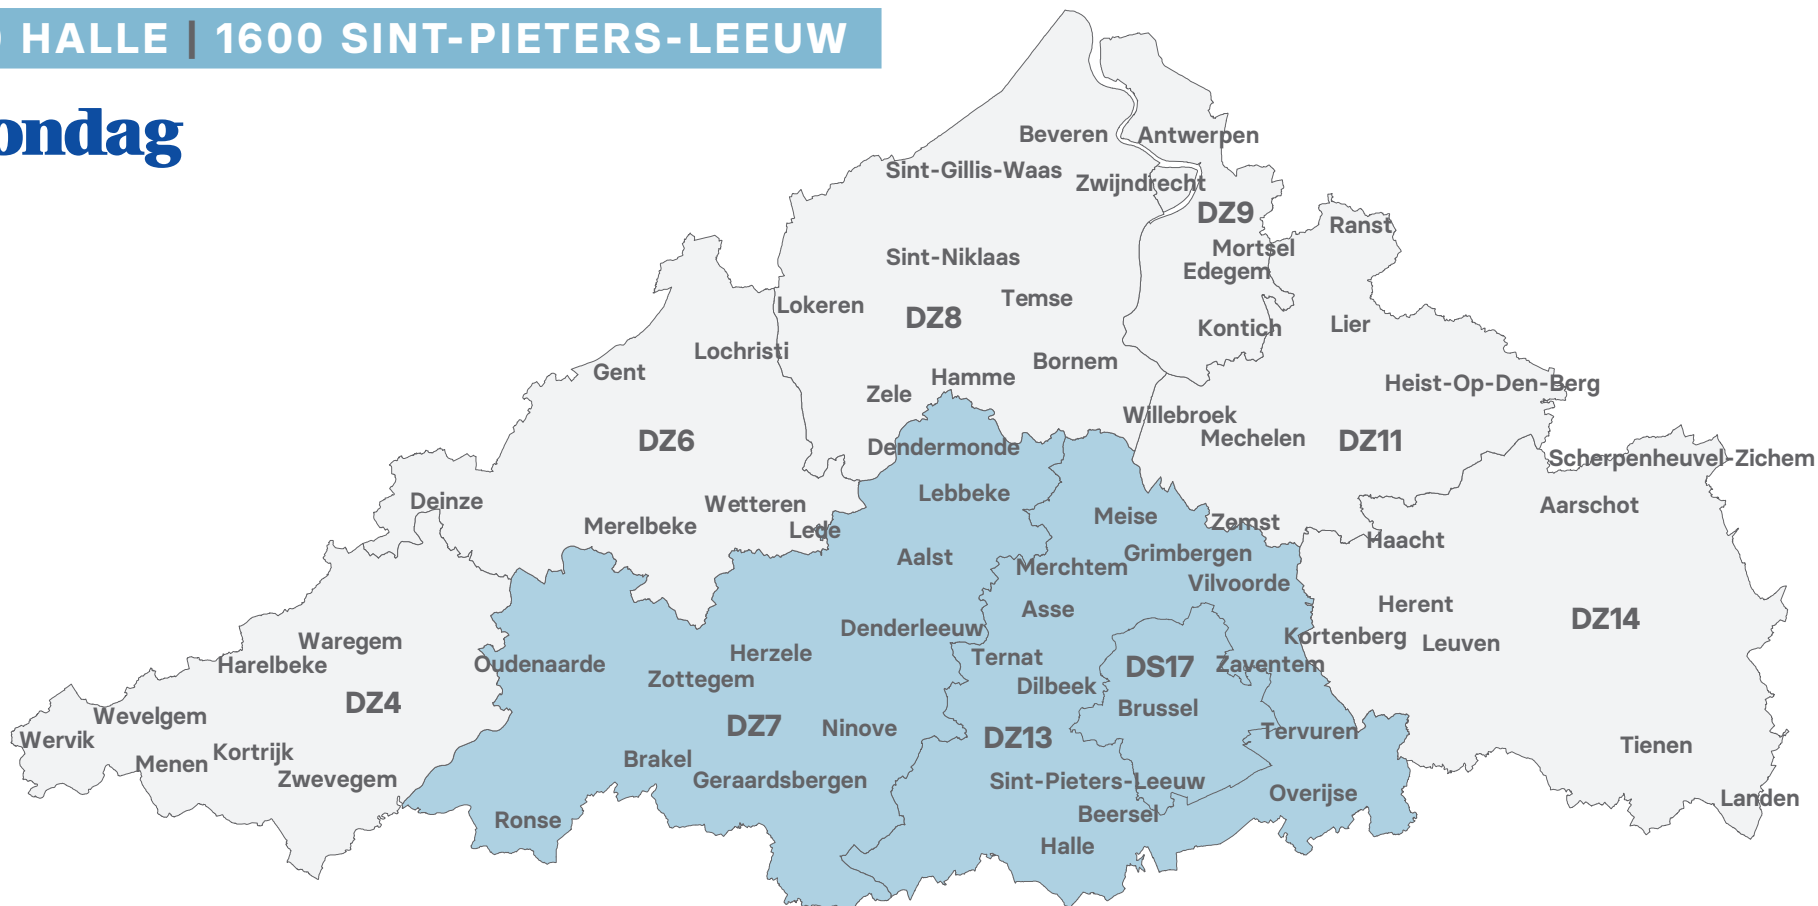 HALLE | 1600 SINT-PIETERS-LEEUW
ondag
Beveren
Antwerpen
Sint-Gillis-Waas
Zwijndrecht
DZ9
Ranst
Mortsel
Sint-Niklaas
Edegem
Temse
Lokeren
DZ8
Kontich
Lier
Lochristi
Bornem
Gent
Hamme
Heist-Op-Den-Berg
Zele
Willebroek
Mechelen
DZ11
DZ6
Dendermonde
Scherpenheuvel-Zichem
Lebbeke
Deinze
Wetteren
Aarschot
Meise
Zemst
Merelbeke
Lede
Haacht
Grimbergen
Aalst
Merchtem
Vilvoorde
Asse
Herent
DZ14
Denderleeuw
Kortenberg
Waregem
Leuven
Herzele
Ternat
Harelbeke
Oudenaarde
DS17
Zaventem
Zottegem
Dilbeek
DZ4
Brussel
Wevelgem
DZ7
Ninove
Tervuren
Wervik
DZ13
Tienen
Kortrijk
Brakel
Menen
Zwevegem
Geraardsbergen
Sint-Pieters-Leeuw
Overijse
Landen
Beersel
Ronse
Halle